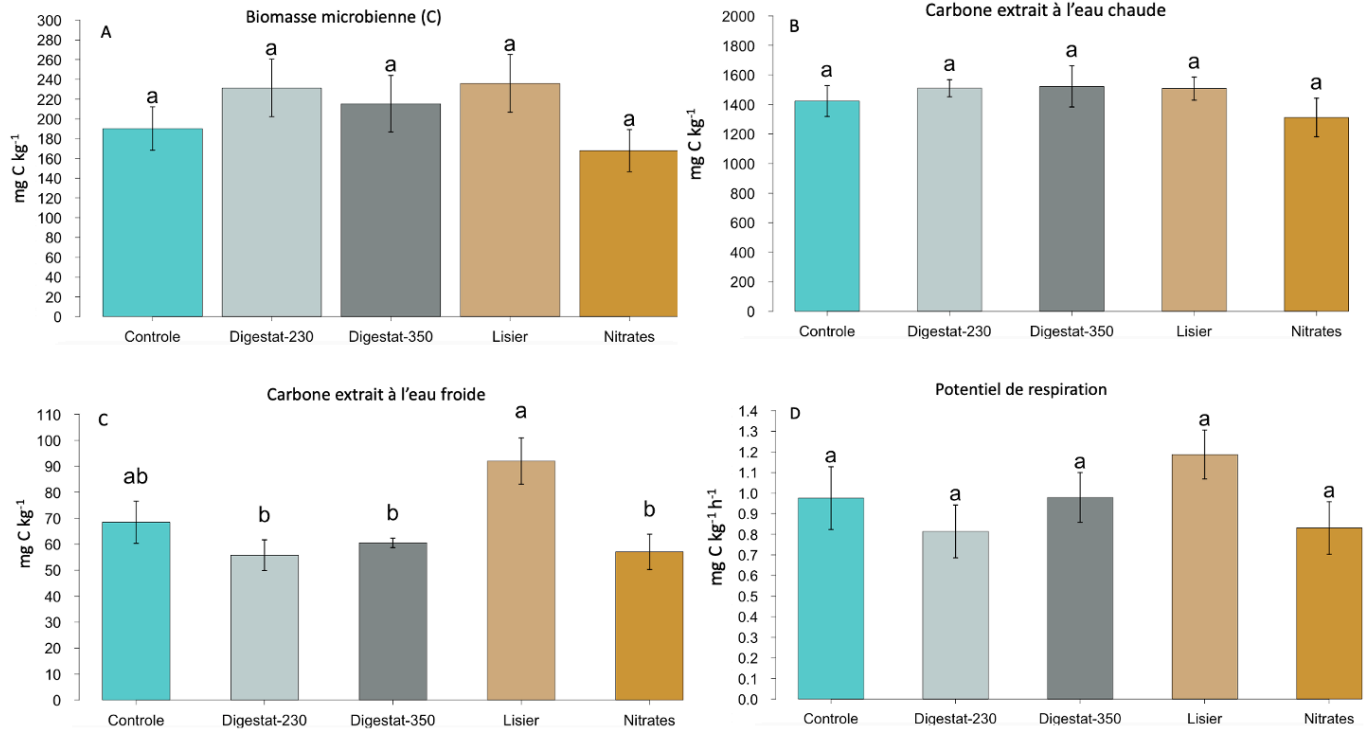 Biomasse microbienne (C)
A
mg C kg-1
300
280
260
240
220
200
180
160
140
120
100
80
60
40
20
0
a
a
a
a
a
Controle Digestat-230 Digestat-350 Lisier Nitrates
Carbone extrait à l'eau chaude
B
mg C kg-1
2000
1800
1600
1400
1200
1000
800
600
400
200
0
a
a
a
a
a
Controle Digestat-230 Digestat-350 Lisier Nitrates
Carbone extrait à l'eau froide
C
mg C kg-1
110
100
90
80
70
60
50
40
30
20
10
0
ab
b
b
a
b
Controle Digestat-230 Digestat-350 Lisier Nitrates
Potentiel de respiration
D
mg C kg-1 h-1
1.4
1.3
1.2
1.1
1.0
0.9
0.8
0.7
0.6
0.5
0.4
0.3
0.2
0.1
0.0
a
a
a
a
a
Controle Digestat-230 Digestat-350 Lisier Nitrates